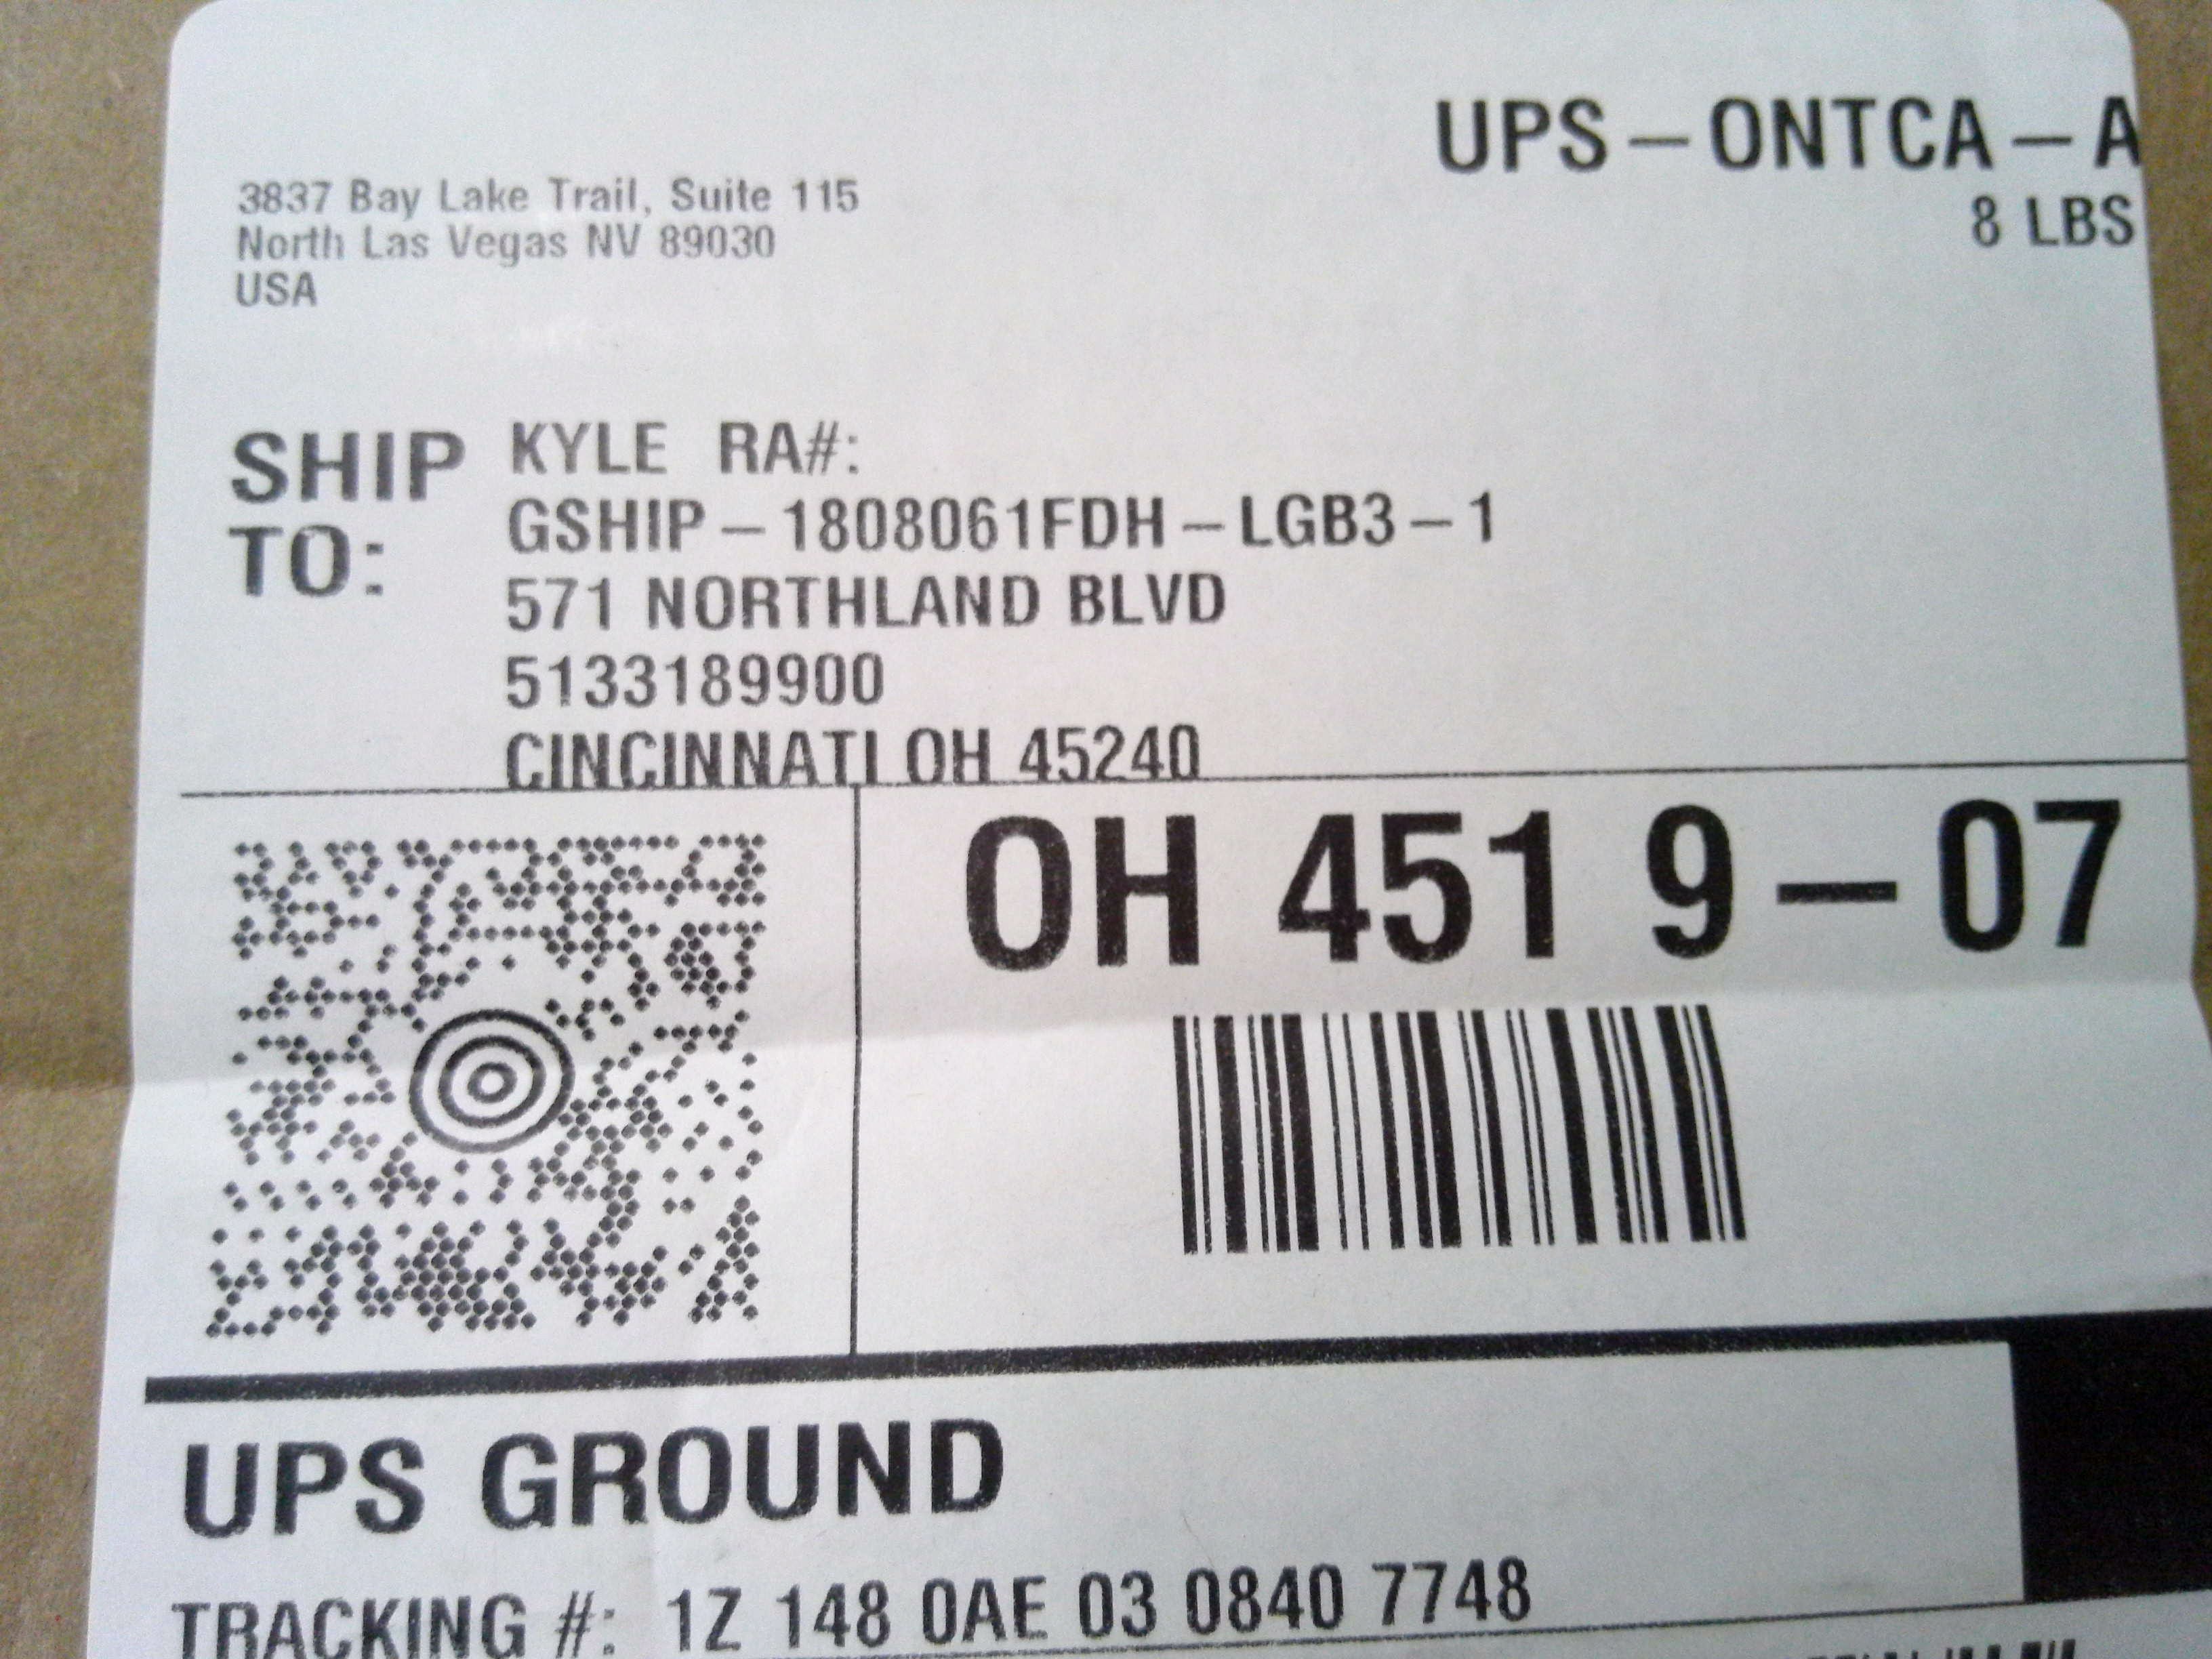 UPS – ONTCA – A
8 LBS
3837 Bay Lake Trail, Suite 115
North Las Vegas NV 89030
USA
SHIP TO:
KYLE RA#:
GSHIP – 1808061FDH – LGB3 – 1
571 NORTHLAND BLVD
5133189900
CINCINNATI OH 45240
OH 451 9 – 07
UPS GROUND
TRACKING #: 1Z 148 0AE 03 0840 7748